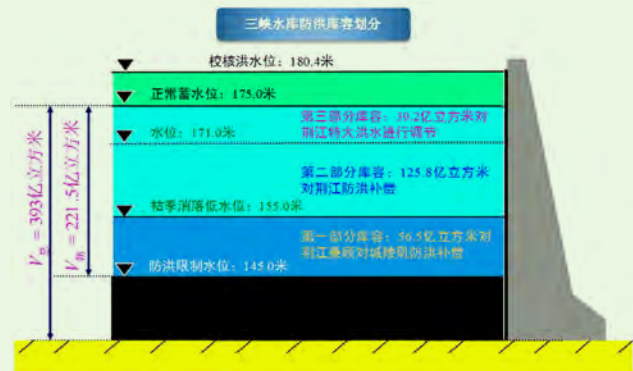 三峡水库防洪库容划分
校核洪水位：180.4米
正常蓄水位：175.0米
第三部分库容：39.2亿立方米对
荆江特大洪水进行调节
水位：171.0米
第二部分库容：125.8亿立方米
对荆江防洪补偿
枯季消落低水位：155.0米
第一部分库容：56.5亿立方米对
荆江兼顾对城陵矶防洪补偿
防洪限制水位：145.0米
V总 = 393亿立方米
V防 = 221.5亿立方米